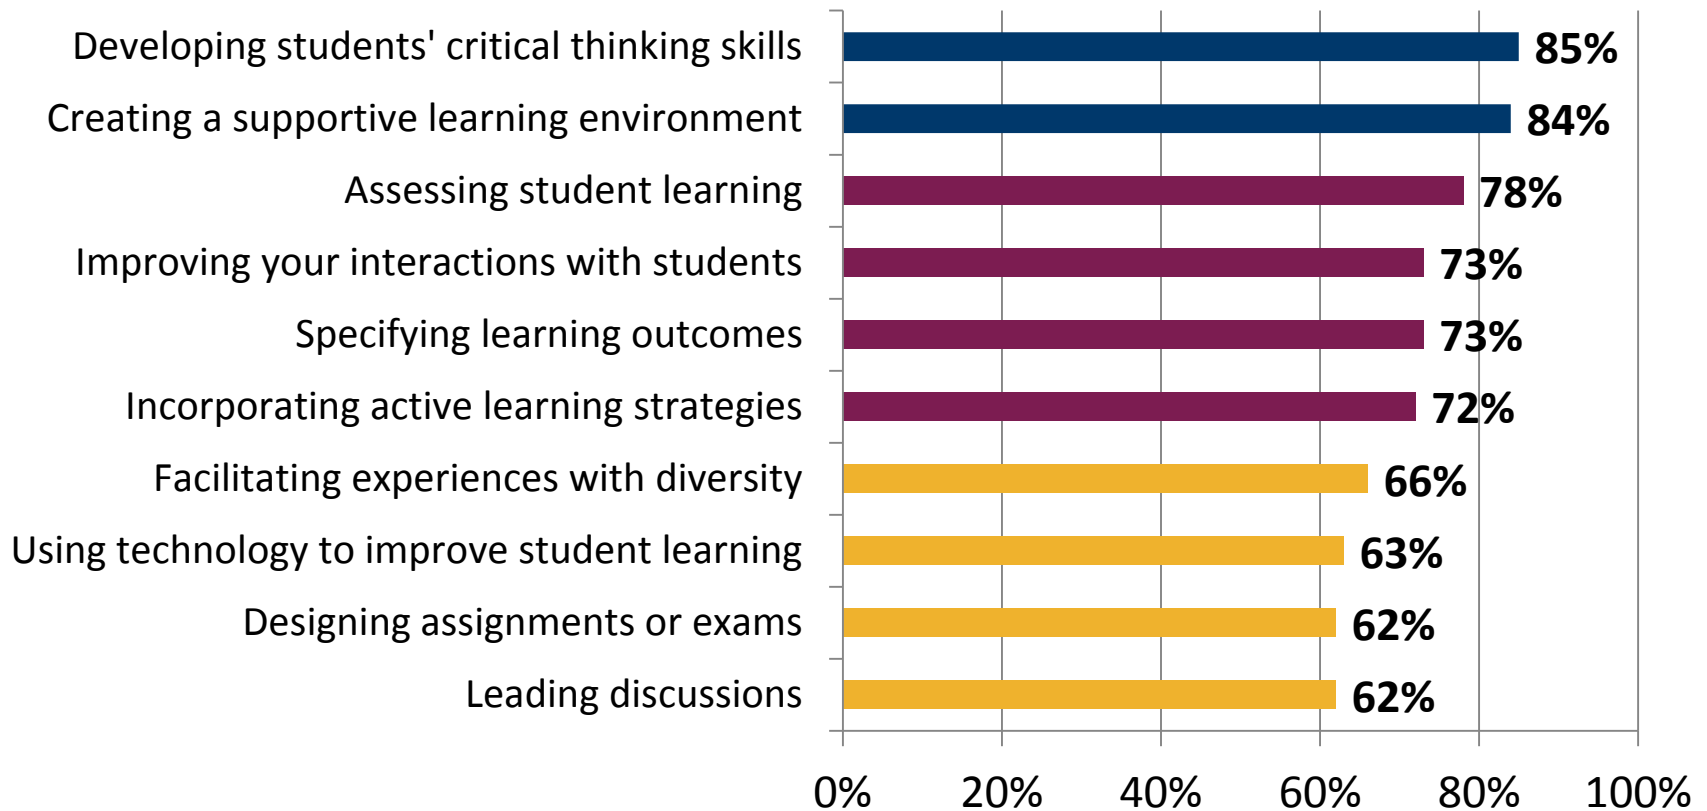 Developing students' critical thinking skills 85%
Creating a supportive learning environment 84%
Assessing student learning 78%
Improving your interactions with students 73%
Specifying learning outcomes 73%
Incorporating active learning strategies 72%
Facilitating experiences with diversity 66%
Using technology to improve student learning 63%
Designing assignments or exams 62%
Leading discussions 62%
0% 20% 40% 60% 80% 100%